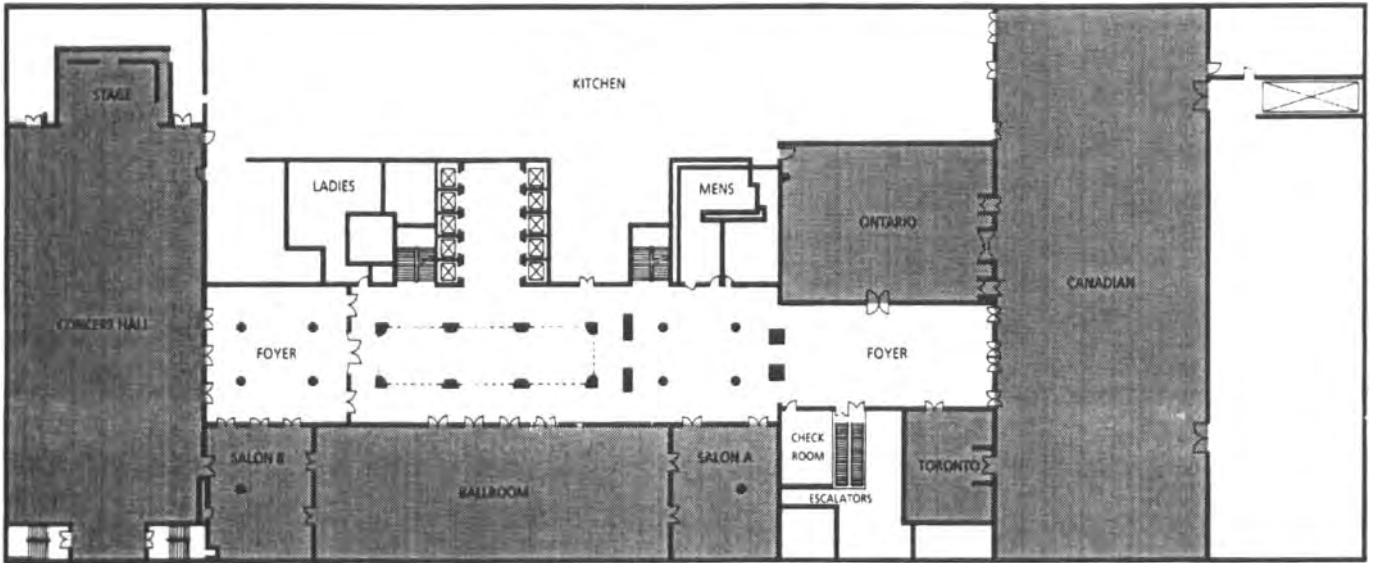 KITCHEN
STAGE
LADIES
MENS
ONTARIO
CANADIAN
CONCERT HALL
FOYER
FOYER
CHECK
ROOM
SALON B
BALLROOM
SALON A
TORONTO
ESCALATORS